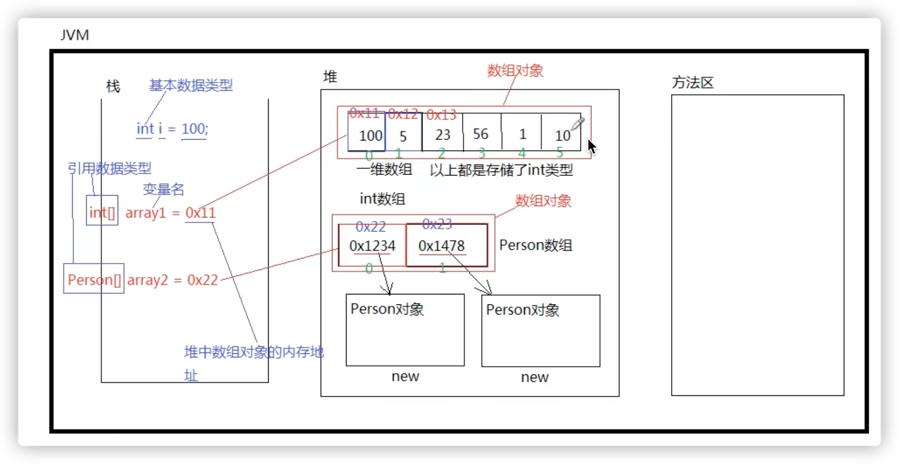 JVM
栈
基本数据类型
int i = 100;
引用数据类型
变量名
int[] array1 = 0x11
Person[] array2 = 0x22
堆中数组对象的内存地
址
堆
数组对象
0x11 0x12 0x13
100 5 23 56 1 10
0 1 2 3 4 5
一维数组 以上都是存储了int类型
int数组
数组对象
0x22 0x23
0x1234 0x1478 Person数组
0 1
Person对象 Person对象
new new
方法区